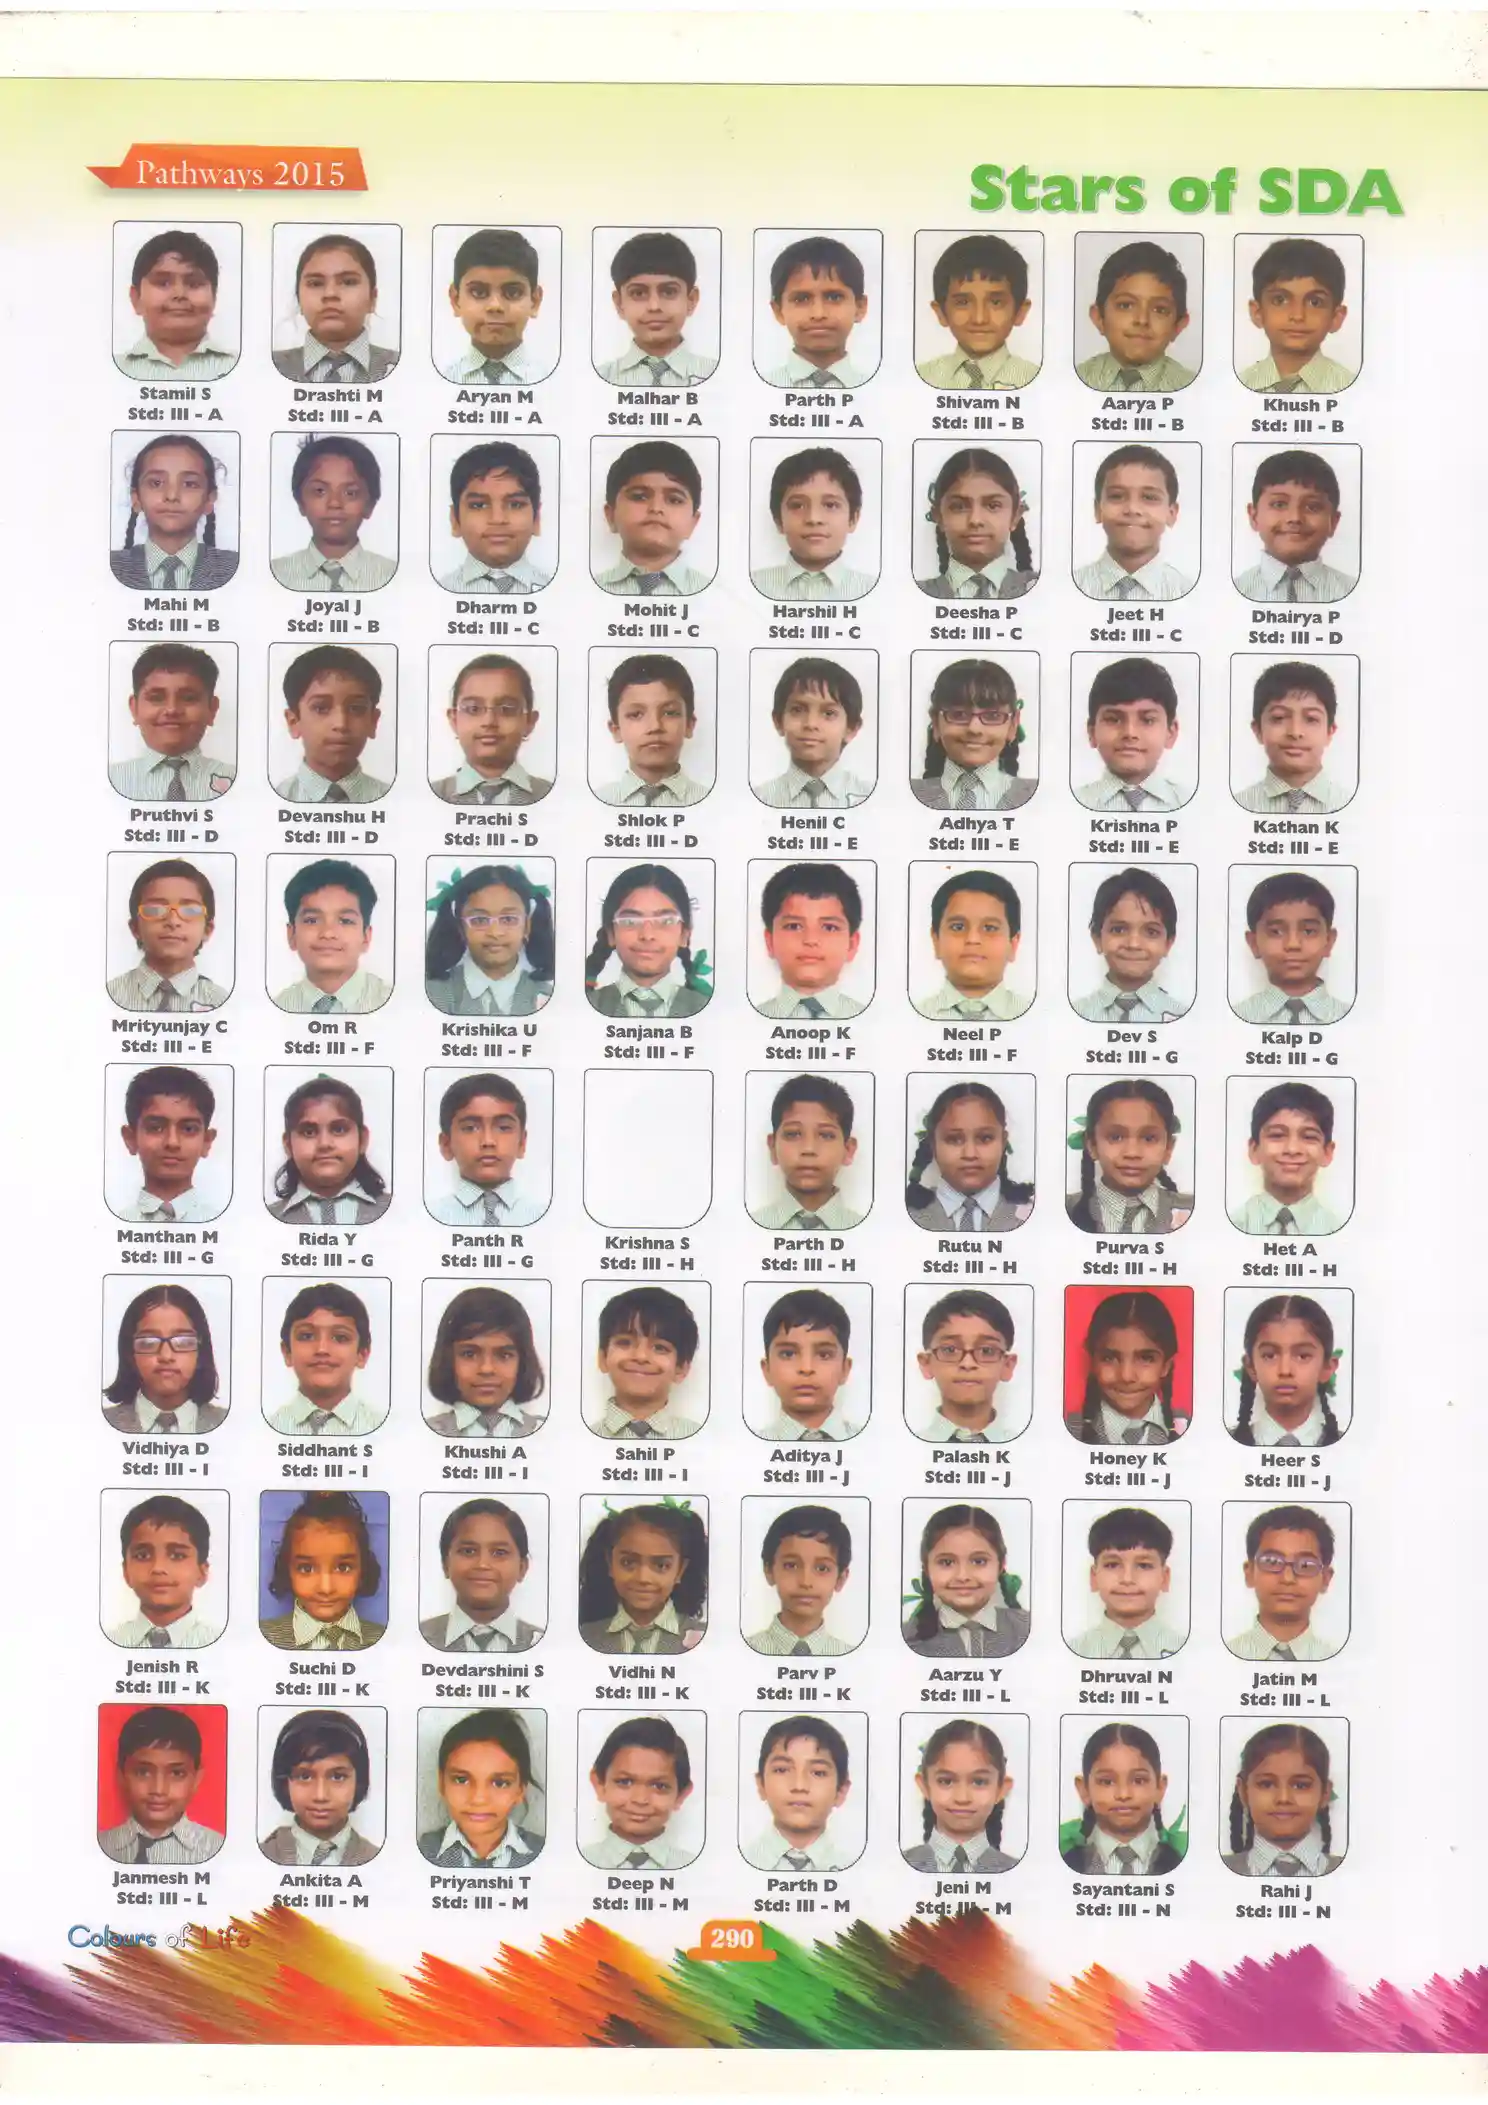 Pathways 2015
Stars of SDA
Stamil S Drashti M Aryan M Malhar B Parth P Shivam N Aarya P Khush P
Std: III - A Std: III - A Std: III - A Std: III - A Std: III - A Std: III - B Std: III - B Std: III - B
Mahi M Joyal J Dharm D Mohit J Harshil H Deesha P Jeet H Dhairya P
Std: III - B Std: III - B Std: III - C Std: III - C Std: III - C Std: III - C Std: III - C Std: III - D
Pruthvi S Devanshu H Prachi S Shlok P Henil C Adhya T Krishna P Kathan K
Std: III - D Std: III - D Std: III - D Std: III - D Std: III - E Std: III - E Std: III - E Std: III - E
Mrityunjay C Om R Krishika U Sanjana B Anoop K Neel P Dev S Kalp D
Std: III - E Std: III - F Std: III - F Std: III - F Std: III - F Std: III - F Std: III - G Std: III - G
Manthan M Rida Y Panth R Krishna S Parth D Rutu N Purva S Het A
Std: III - G Std: III - G Std: III - G Std: III - H Std: III - H Std: III - H Std: III - H Std: III - H
Vidhiya D Siddhant S Khushi A Sahil P Aditya J Palash K Honey K Heer S
Std: III - I Std: III - I Std: III - I Std: III - I Std: III - J Std: III - J Std: III - J Std: III - J
Jenish R Suchi D Devdarshini S Vidhi N Parv P Aarzu Y Dhruval N Jatin M
Std: III - K Std: III - K Std: III - K Std: III - K Std: III - K Std: III - L Std: III - L Std: III - L
Janmesh M Ankita A Priyanshi T Deep N Parth D Jeni M Sayantani S Rahi J
Std: III - L Std: III - M Std: III - M Std: III - M Std: III - M Std: III - M Std: III - N Std: III - N
Colours of Life
290